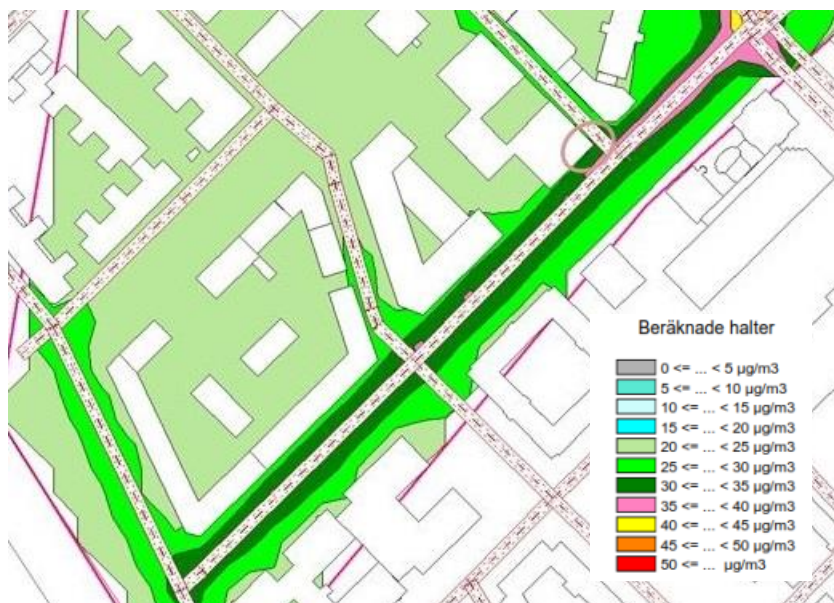 Beräknade halter
0 <= ... < 5 µg/m3
5 <= ... < 10 µg/m3
10 <= ... < 15 µg/m3
15 <= ... < 20 µg/m3
20 <= ... < 25 µg/m3
25 <= ... < 30 µg/m3
30 <= ... < 35 µg/m3
35 <= ... < 40 µg/m3
40 <= ... < 45 µg/m3
45 <= ... < 50 µg/m3
50 <= ... µg/m3